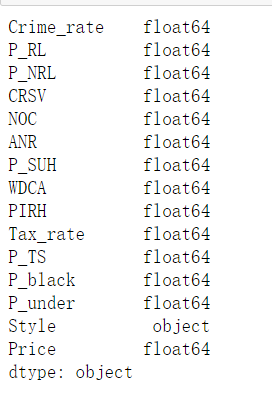 Crime_rate    float64
P_RL          float64
P_NRL         float64
CRSV          float64
NOC           float64
ANR           float64
P_SUH         float64
WDCA          float64
PIRH          float64
Tax_rate      float64
P_TS          float64
P_black       float64
P_under       float64
Style          object
Price         float64
dtype: object